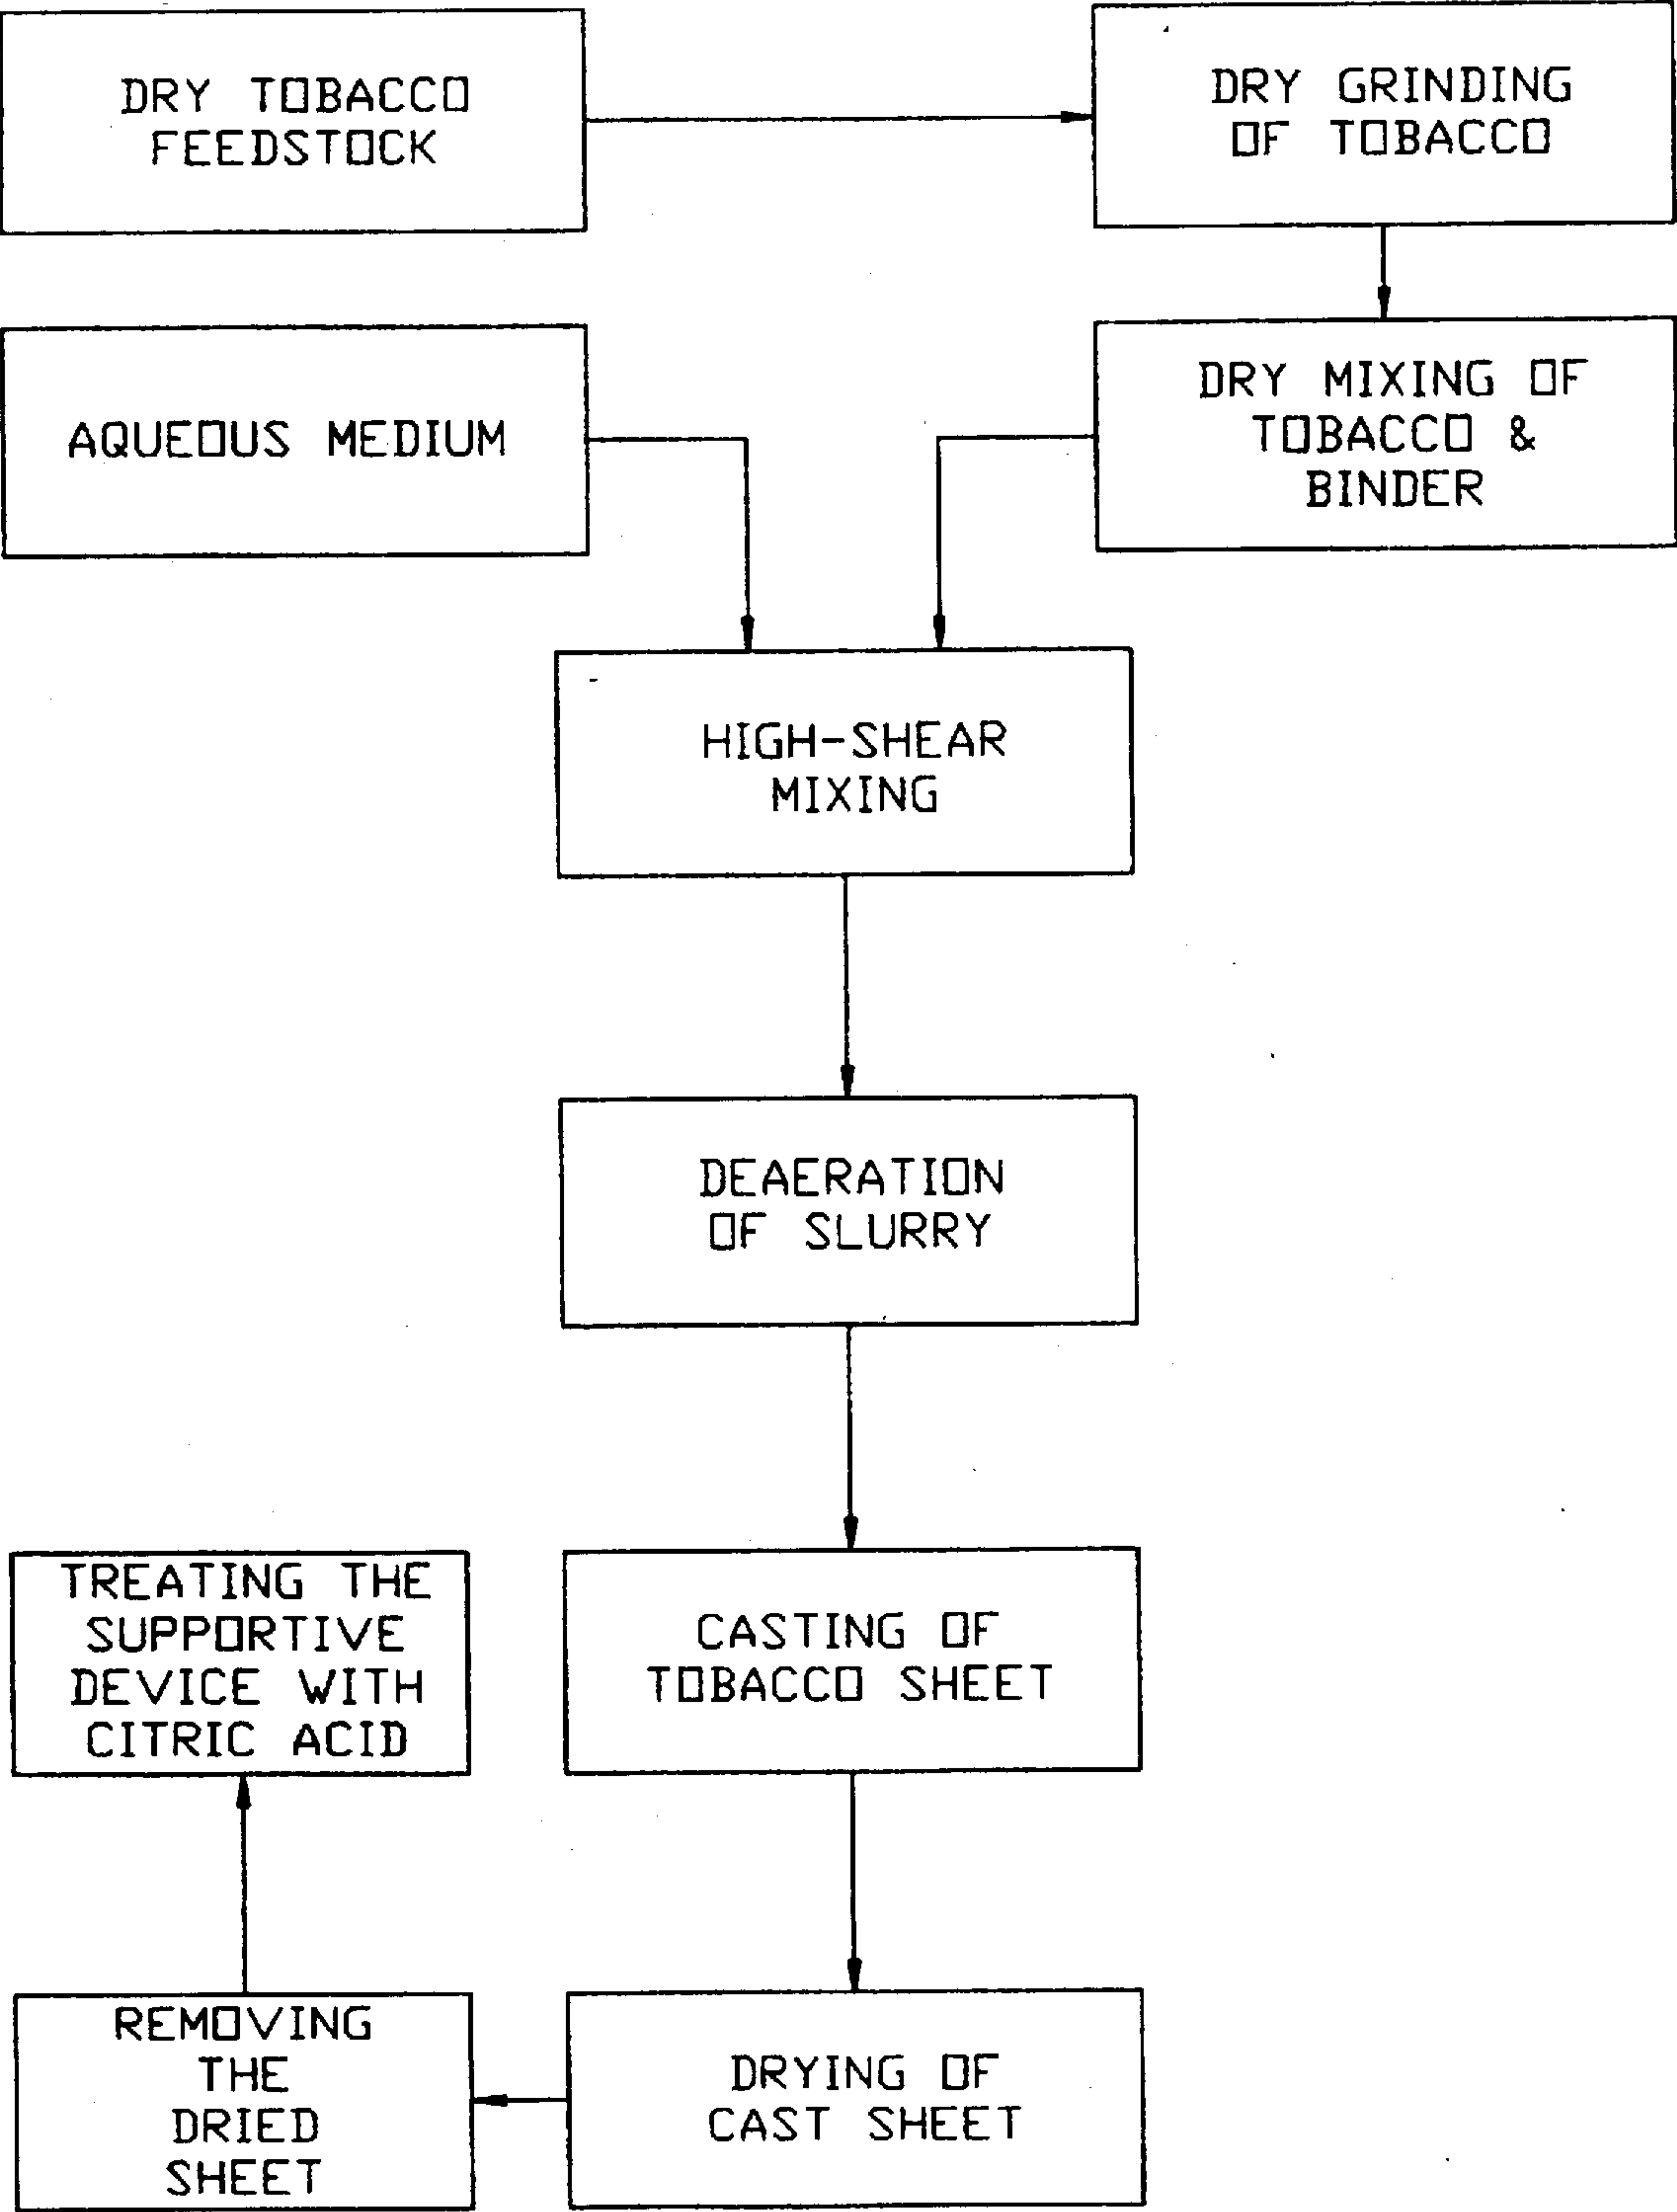 DRY TOBACCO
FEEDSTOCK
DRY GRINDING
OF TOBACCO
AQUEOUS MEDIUM
DRY MIXING OF
TOBACCO &
BINDER
HIGH-SHEAR
MIXING
DEAERATION
OF SLURRY
CASTING OF
TOBACCO SHEET
DRYING OF
CAST SHEET
REMOVING
THE
DRIED
SHEET
TREATING THE
SUPPORTIVE
DEVICE WITH
CITRIC ACID